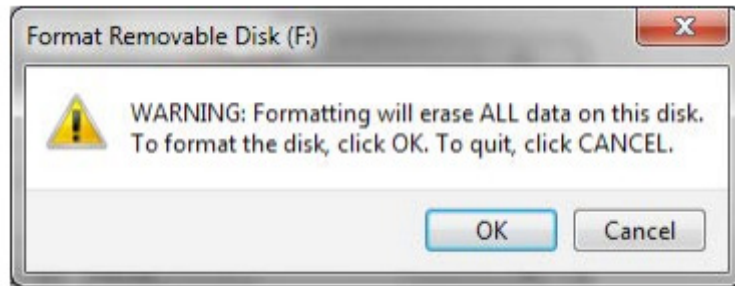 Format Removable Disk (F:)
WARNING: Formatting will erase ALL data on this disk.
To format the disk, click OK. To quit, click CANCEL.
OK Cancel